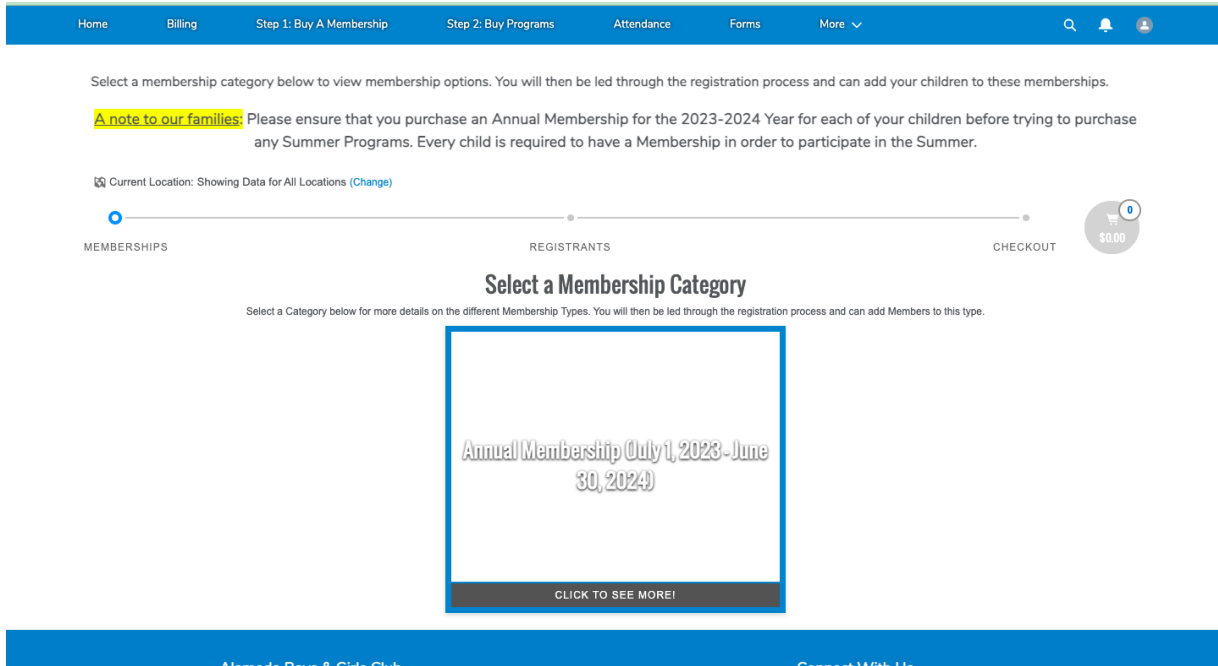 Home Billing Step 1: Buy A Membership Step 2: Buy Programs Attendance Forms More
Select a membership category below to view membership options. You will then be led through the registration process and can add your children to these memberships.
A note to our families: Please ensure that you purchase an Annual Membership for the 2023-2024 Year for each of your children before trying to purchase
any Summer Programs. Every child is required to have a Membership in order to participate in the Summer.
Current Location: Showing Data for All Locations (Change)
0
$0.00
MEMBERSHIPS REGISTRANTS CHECKOUT
Select a Membership Category
Select a Category below for more details on the different Membership Types. You will then be led through the registration process and can add Members to this type.
Annual Membership (July 1, 2023 - June
30, 2024)
CLICK TO SEE MORE!
Alameda Boys & Girls Club Connect With Us